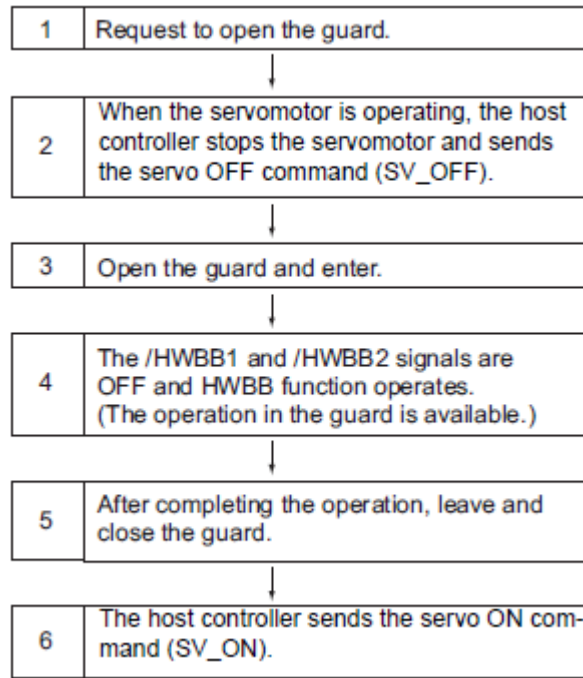 1 Request to open the guard.
When the servomotor is operating, the host
2 controller stops the servomotor and sends
the servo OFF command (SV_OFF).
3 Open the guard and enter.
The /HWBB1 and /HWBB2 signals are
4 OFF and HWBB function operates.
(The operation in the guard is available.)
5 After completing the operation, leave and
close the guard.
6 The host controller sends the servo ON com-
mand (SV_ON).